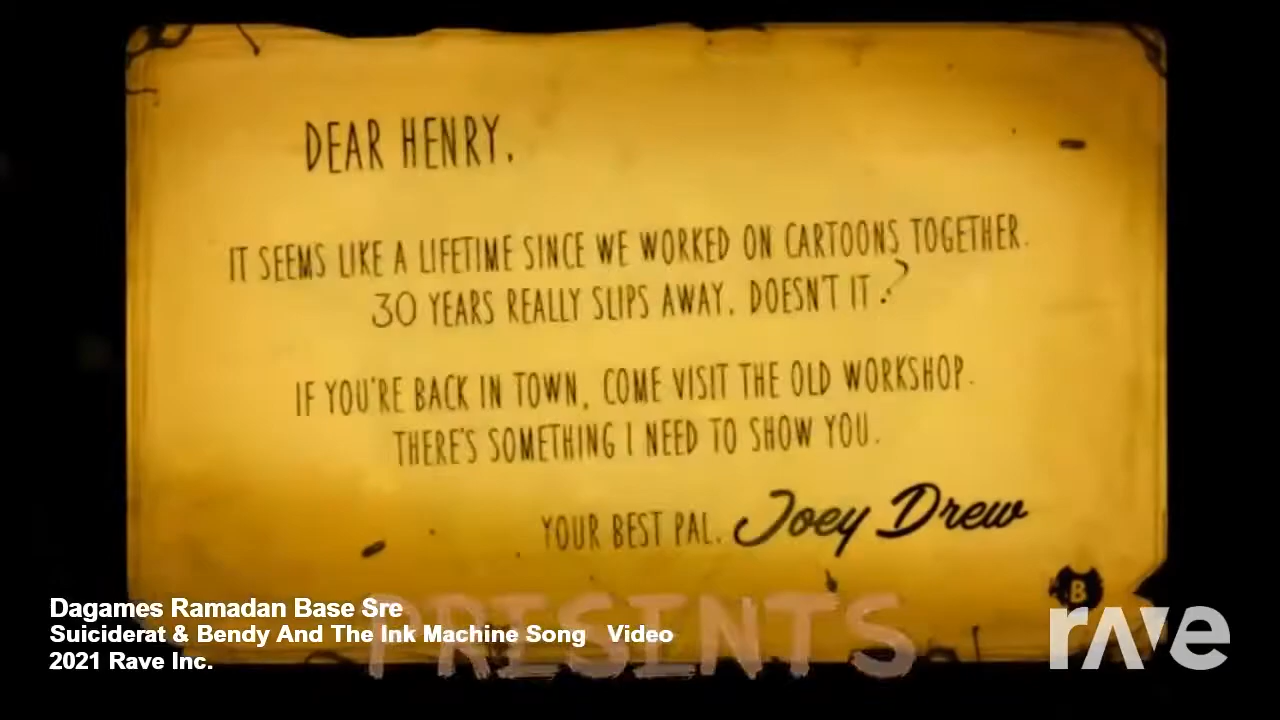 DEAR HENRY,
IT SEEMS LIKE A LIFETIME SINCE WE WORKED ON CARTOONS TOGETHER.
30 YEARS REALLY SLIPS AWAY, DOESN'T IT?
IF YOU'RE BACK IN TOWN, COME VISIT THE OLD WORKSHOP.
THERE'S SOMETHING I NEED TO SHOW YOU.
YOUR BEST PAL, Joey Drew
B
PRESENTS
Dagames Ramadan Base Sre
Suiciderat & Bendy And The Ink Machine Song Video
2021 Rave Inc.
rave